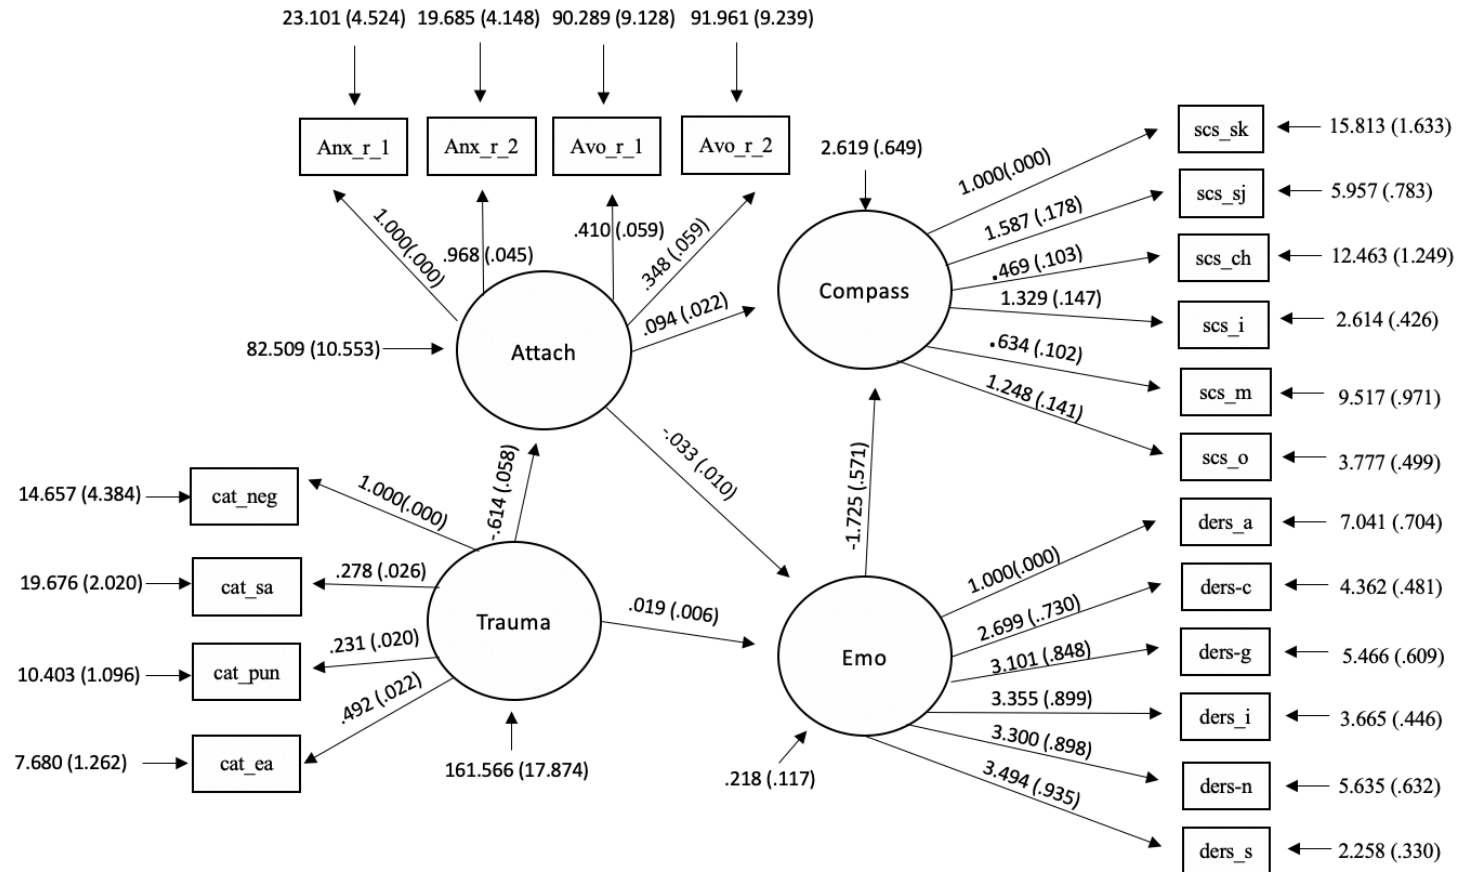 23.101 (4.524) 19.685 (4.148) 90.289 (9.128) 91.961 (9.239)
Anx_r_1 Anx_r_2 Avo_r_1 Avo_r_2
1.000(.000) .968 (.045) .410 (.059) .348 (.059)
.094 (.022)
82.509 (10.553)
Attach
2.619 (.649)
Compass
1.000(.000)
scs_sk 15.813 (1.633)
1.587 (.178)
scs_sj 5.957 (.783)
.469 (.103)
scs_ch 12.463 (1.249)
1.329 (.147)
scs_i 2.614 (.426)
.634 (.102)
scs_m 9.517 (.971)
1.248 (.141)
scs_o 3.777 (.499)
-.614 (.058)
-.033 (.010)
-1.725 (.571)
14.657 (4.384) cat_neg 1.000(.000)
19.676 (2.020) cat_sa .278 (.026)
10.403 (1.096) cat_pun .231 (.020)
7.680 (1.262) cat_ea .492 (.022)
Trauma
161.566 (17.874)
.019 (.006)
Emo
.218 (.117)
1.000(.000)
ders_a 7.041 (.704)
2.699 (..730)
ders-c 4.362 (.481)
3.101 (.848)
ders-g 5.466 (.609)
3.355 (.899)
ders_i 3.665 (.446)
3.300 (.898)
ders-n 5.635 (.632)
3.494 (.935)
ders_s 2.258 (.330)